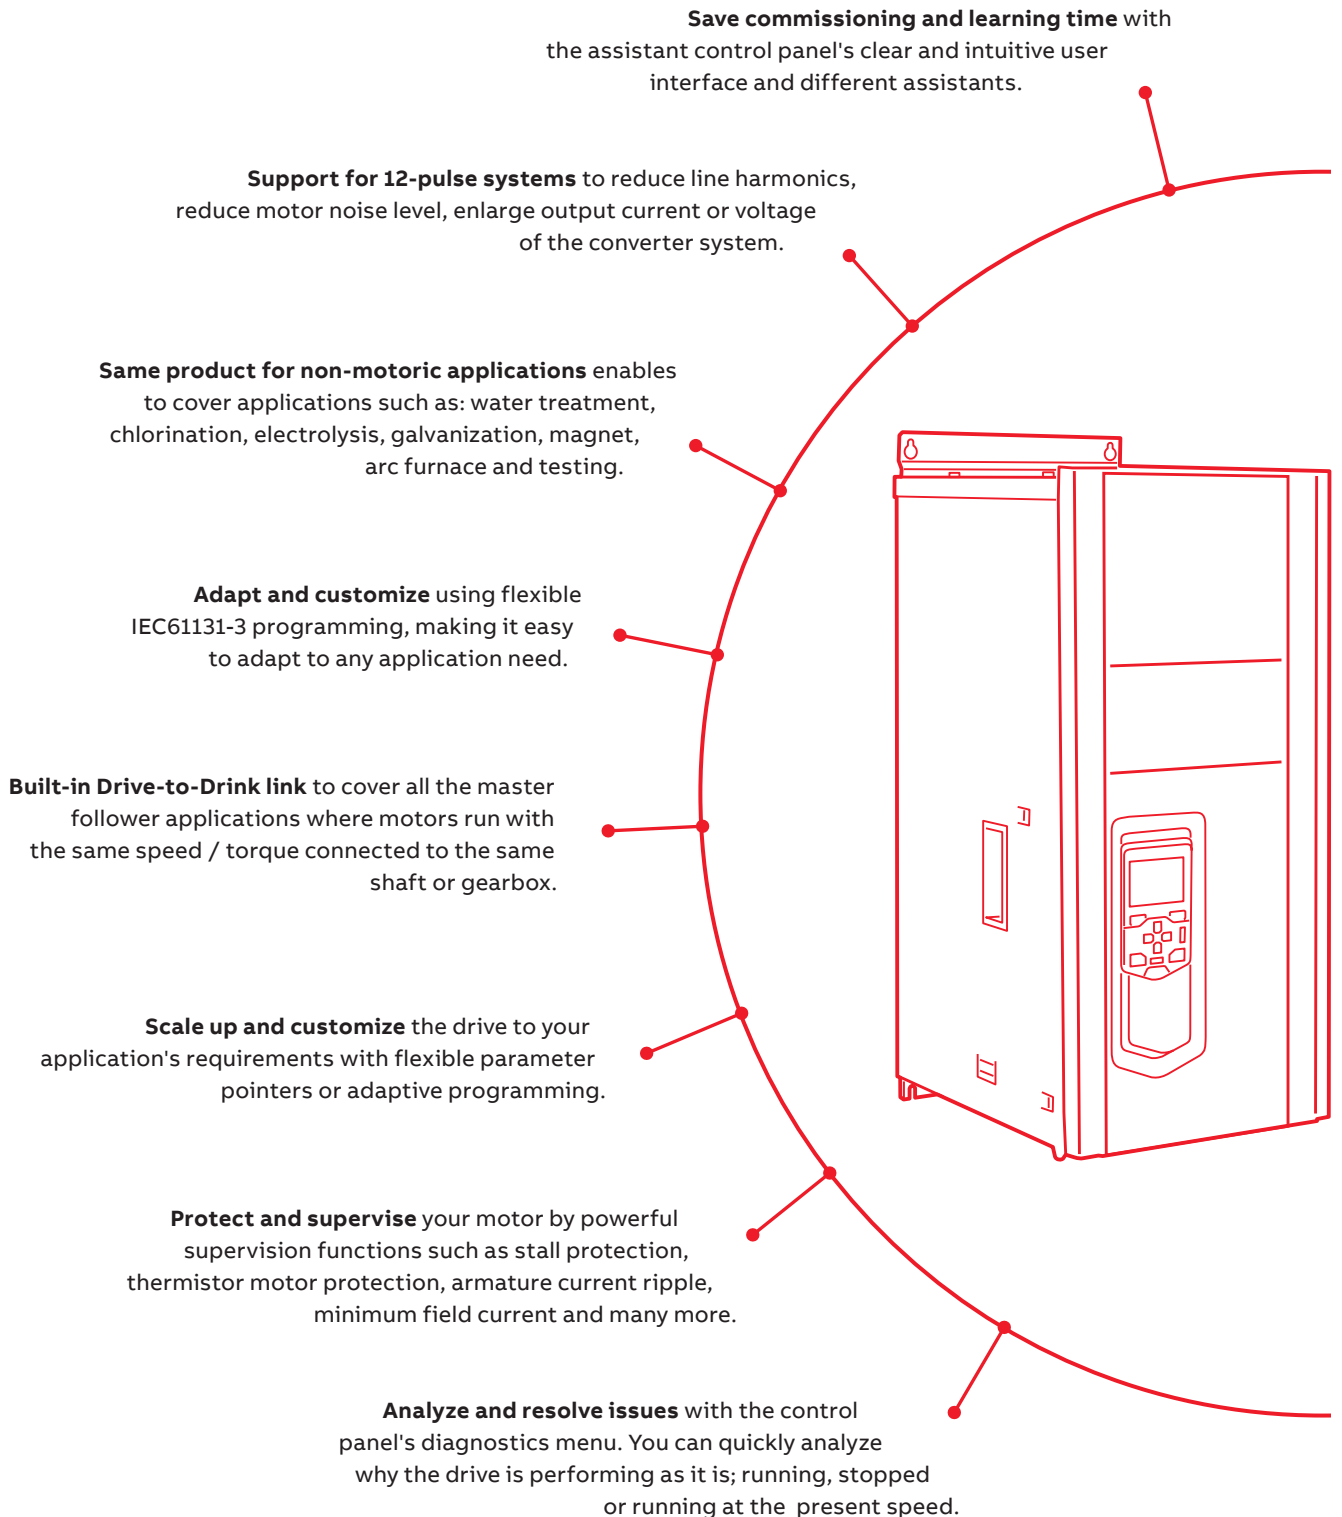 Save commissioning and learning time with
the assistant control panel's clear and intuitive user
interface and different assistants.
Support for 12-pulse systems to reduce line harmonics,
reduce motor noise level, enlarge output current or voltage
of the converter system.
Same product for non-motoric applications enables
to cover applications such as: water treatment,
chlorination, electrolysis, galvanization, magnet,
arc furnace and testing.
Adapt and customize using flexible
IEC61131-3 programming, making it easy
to adapt to any application need.
Built-in Drive-to-Drink link to cover all the master
follower applications where motors run with
the same speed / torque connected to the same
shaft or gearbox.
Scale up and customize the drive to your
application's requirements with flexible parameter
pointers or adaptive programming.
Protect and supervise your motor by powerful
supervision functions such as stall protection,
thermistor motor protection, armature current ripple,
minimum field current and many more.
Analyze and resolve issues with the control
panel's diagnostics menu. You can quickly analyze
why the drive is performing as it is; running, stopped
or running at the present speed.